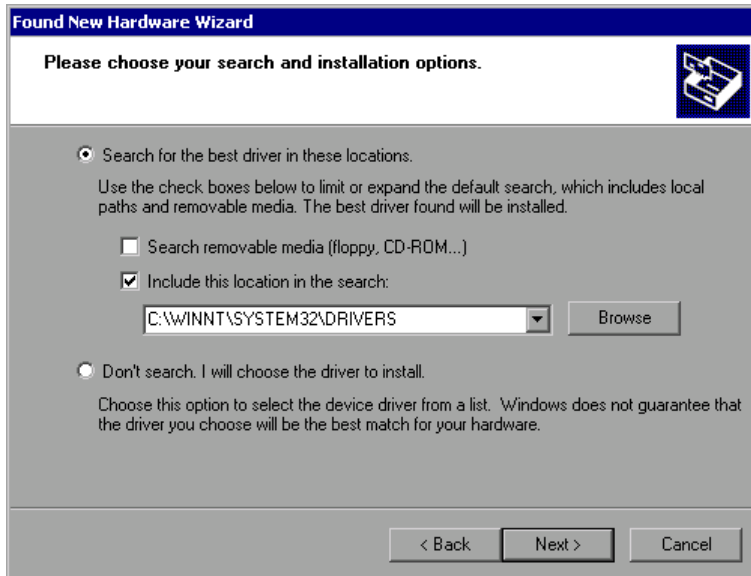 Found New Hardware Wizard
Please choose your search and installation options.
Search for the best driver in these locations.
Use the check boxes below to limit or expand the default search, which includes local
paths and removable media. The best driver found will be installed.
Search removable media (floppy, CD-ROM...)
Include this location in the search:
C:\WINNT\SYSTEM32\DRIVERS
Browse
Don't search. I will choose the driver to install.
Choose this option to select the device driver from a list.  Windows does not guarantee that
the driver you choose will be the best match for your hardware.
< Back
Next >
Cancel